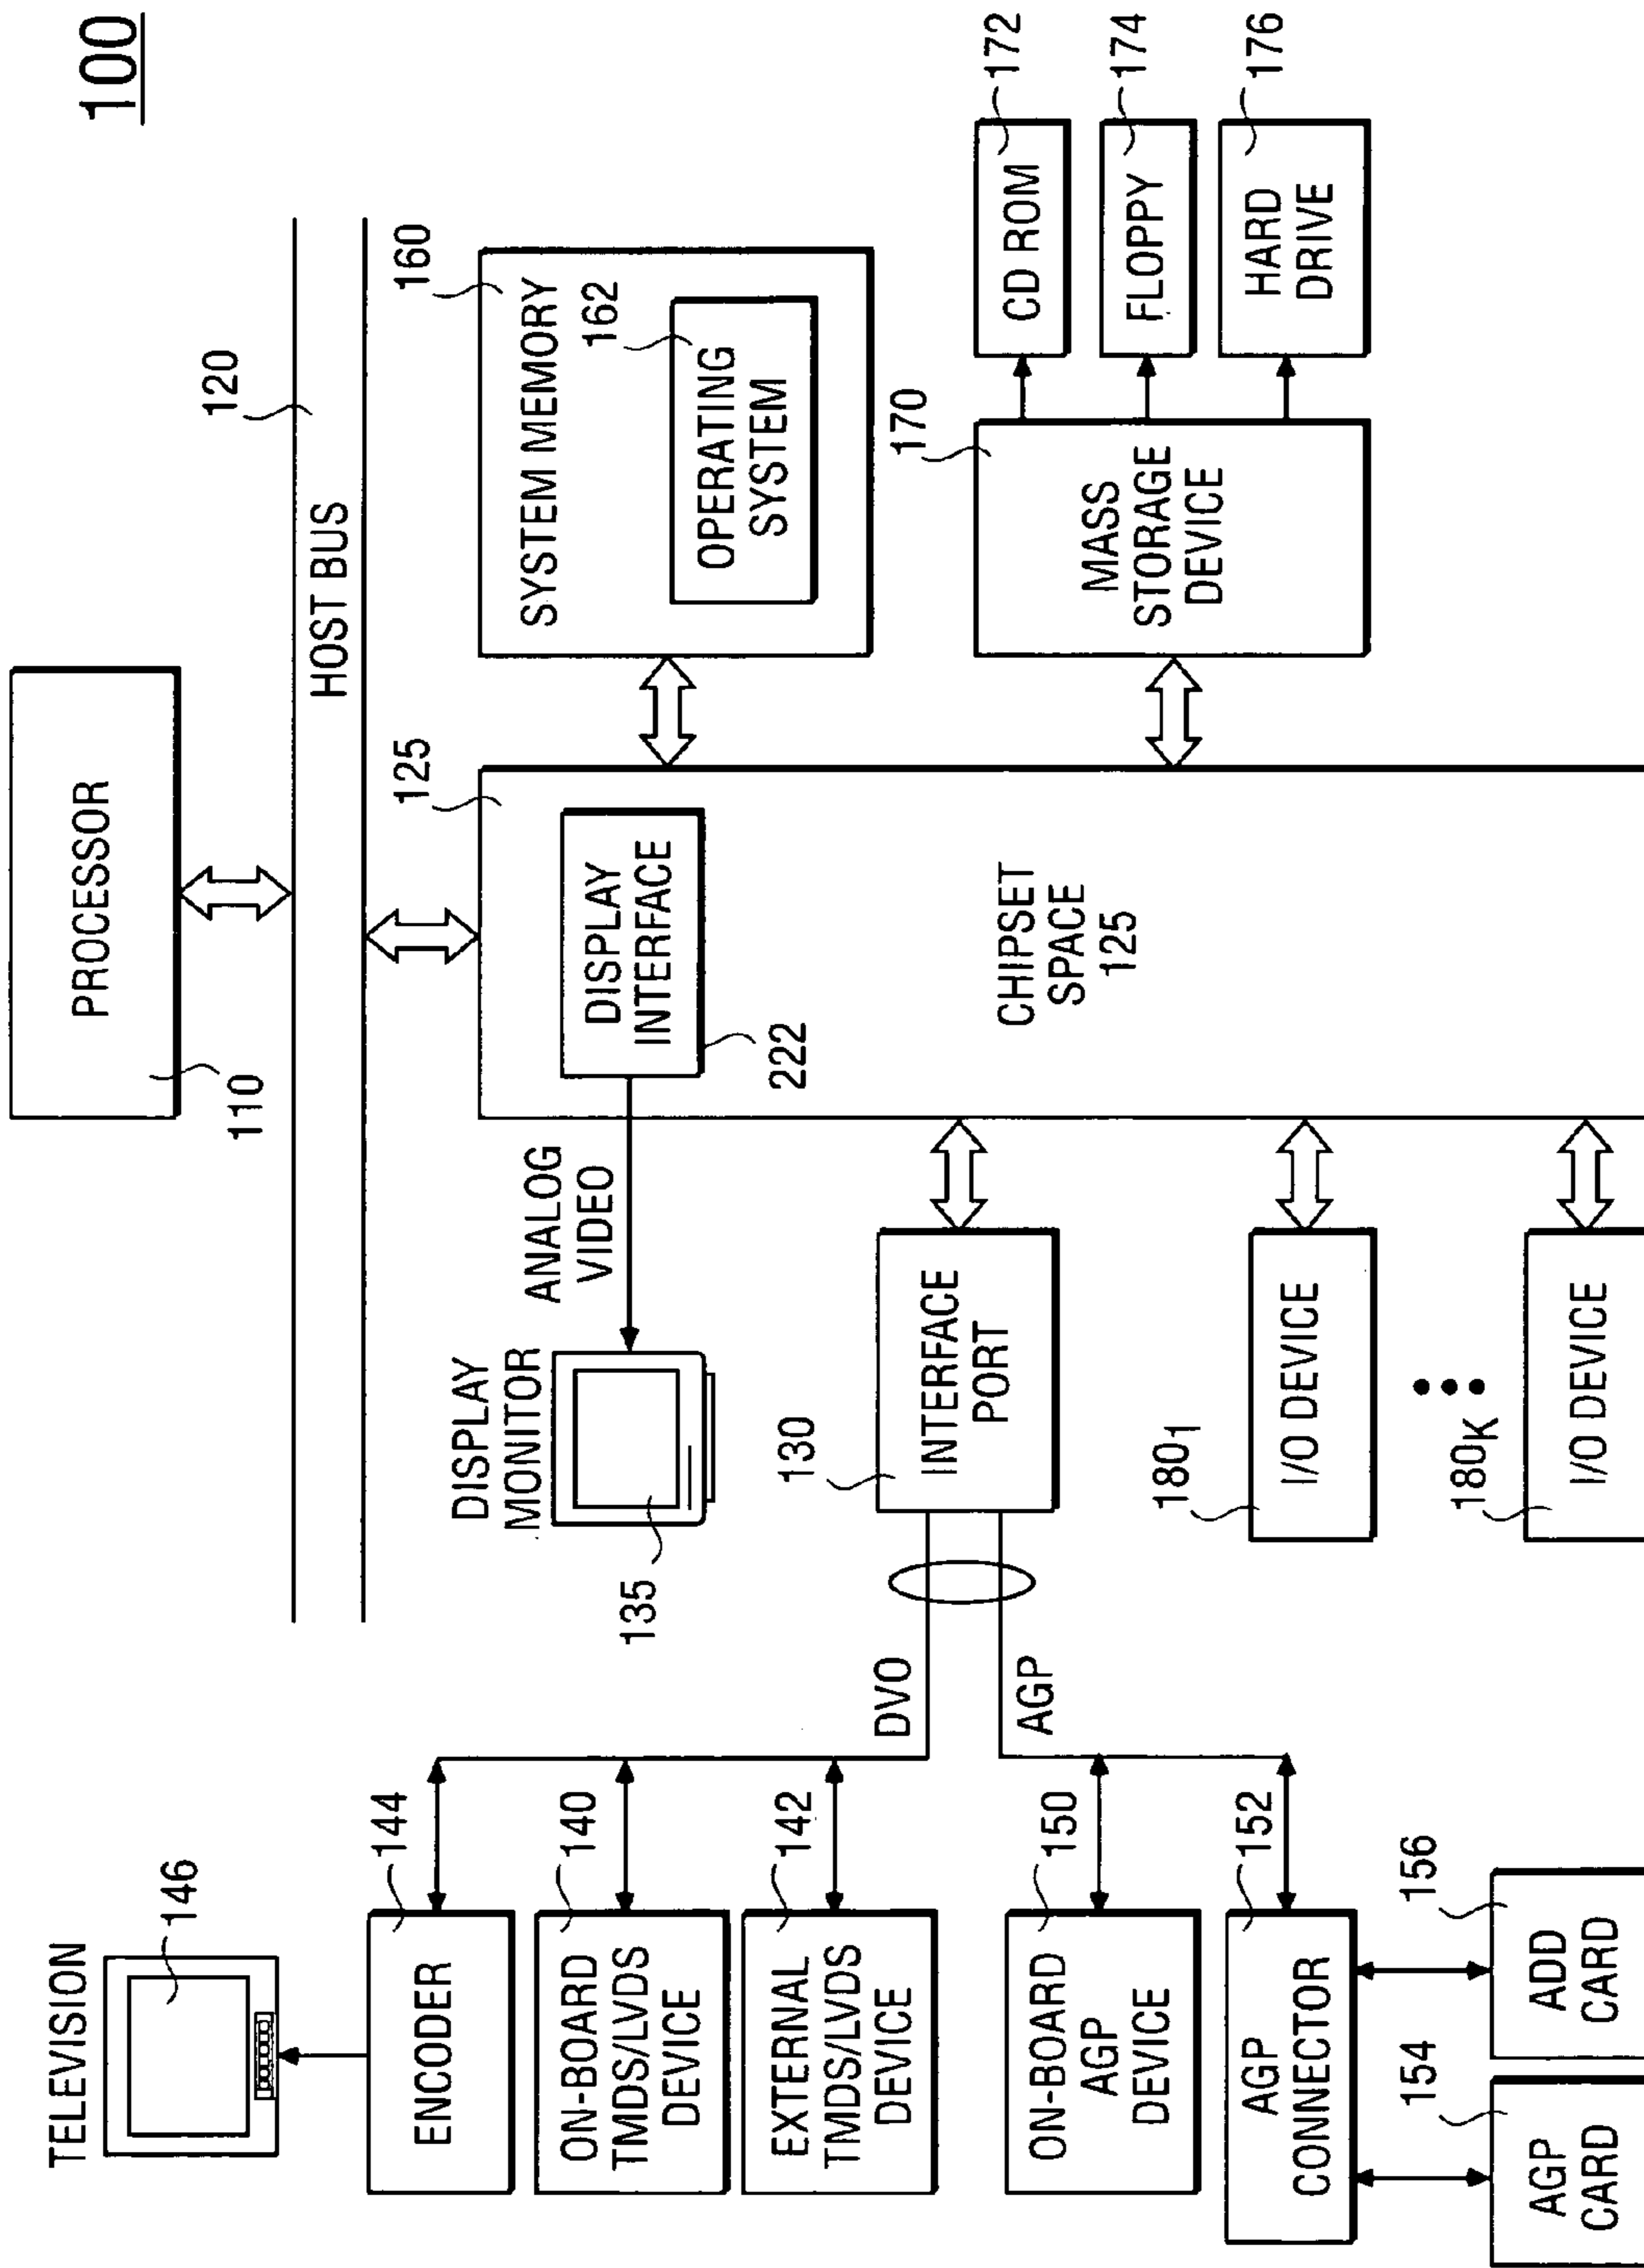 100
PROCESSOR
110
120
HOST BUS
TELEVISION
146
144
ENCODER
140
ON-BOARD
TMDS/LVDS
DEVICE
142
EXTERNAL
TMDS/LVDS
DEVICE
DVO
AGP
150
ON-BOARD
AGP
DEVICE
152
AGP
CONNECTOR
154
AGP
CARD
156
ADD
CARD
DISPLAY
MONITOR
135
ANALOG
VIDEO
130
INTERFACE
PORT
180₁
I/O DEVICE
180K
I/O DEVICE
125
DISPLAY
INTERFACE
222
CHIPSET
SPACE
125
160
SYSTEM MEMORY
162
OPERATING
SYSTEM
170
MASS
STORAGE
DEVICE
CD ROM
172
FLOPPY
174
HARD
DRIVE
176